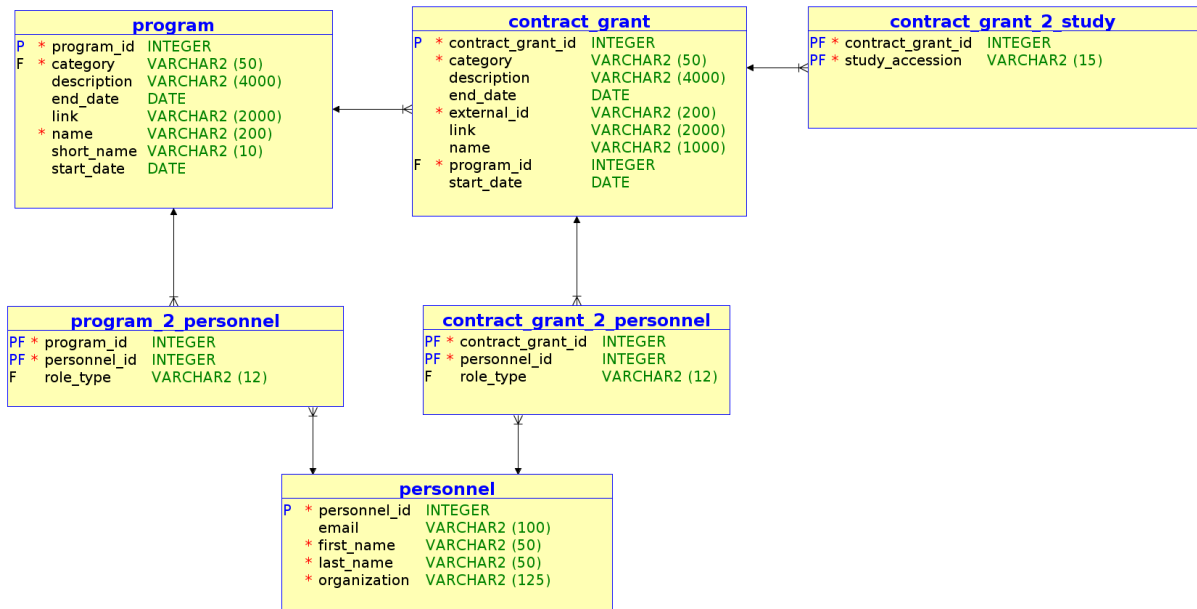 program
P * program_id INTEGER
F * category VARCHAR2 (50)
description VARCHAR2 (4000)
end_date DATE
link VARCHAR2 (2000)
* name VARCHAR2 (200)
short_name VARCHAR2 (10)
start_date DATE
contract_grant
P * contract_grant_id INTEGER
* category VARCHAR2 (50)
description VARCHAR2 (4000)
end_date DATE
* external_id VARCHAR2 (200)
link VARCHAR2 (2000)
name VARCHAR2 (1000)
F * program_id INTEGER
start_date DATE
contract_grant_2_study
PF * contract_grant_id INTEGER
PF * study_accession VARCHAR2 (15)
program_2_personnel
PF * program_id INTEGER
PF * personnel_id INTEGER
F role_type VARCHAR2 (12)
contract_grant_2_personnel
PF * contract_grant_id INTEGER
PF * personnel_id INTEGER
F role_type VARCHAR2 (12)
personnel
P * personnel_id INTEGER
email VARCHAR2 (100)
* first_name VARCHAR2 (50)
* last_name VARCHAR2 (50)
* organization VARCHAR2 (125)